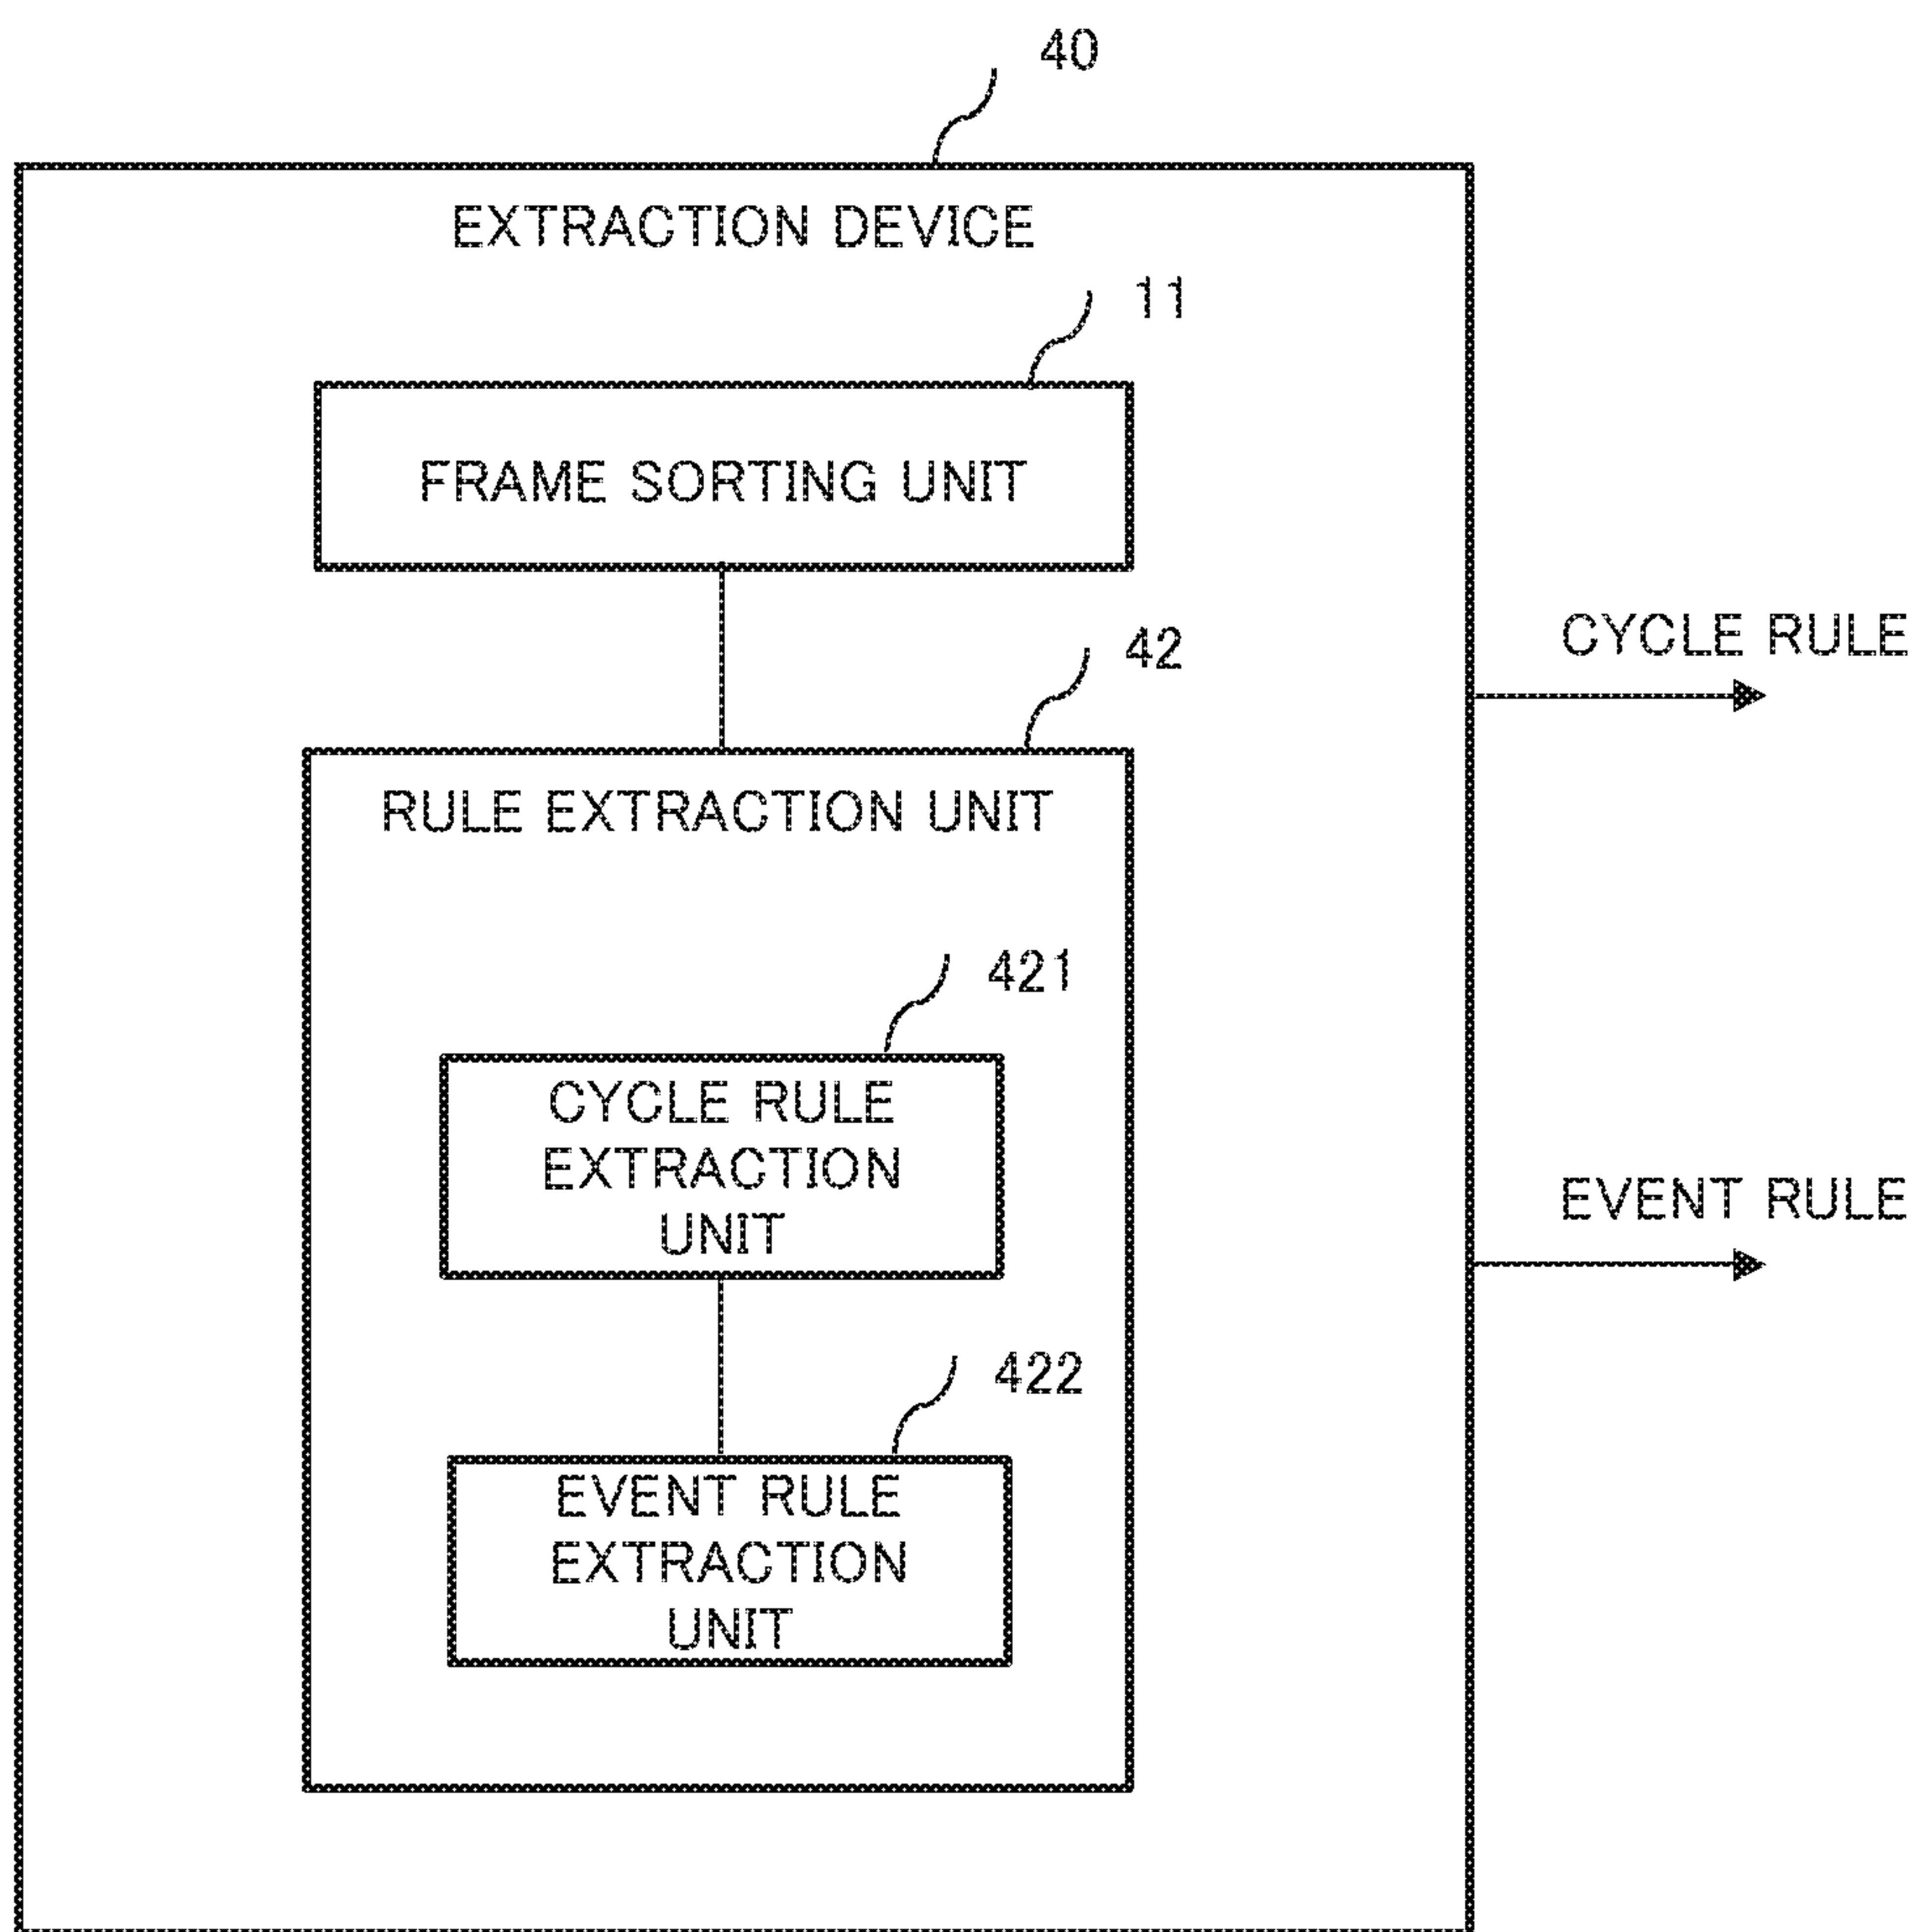 40
EXTRACTION DEVICE
11
FRAME SORTING UNIT
CYCLE RULE
42
RULE EXTRACTION UNIT
421
CYCLE RULE
EXTRACTION
UNIT
EVENT RULE
422
EVENT RULE
EXTRACTION
UNIT